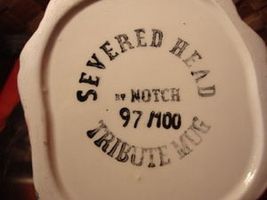 SEVERED HEAD
BY NOTCH
97/100
TRIBUTE MUG